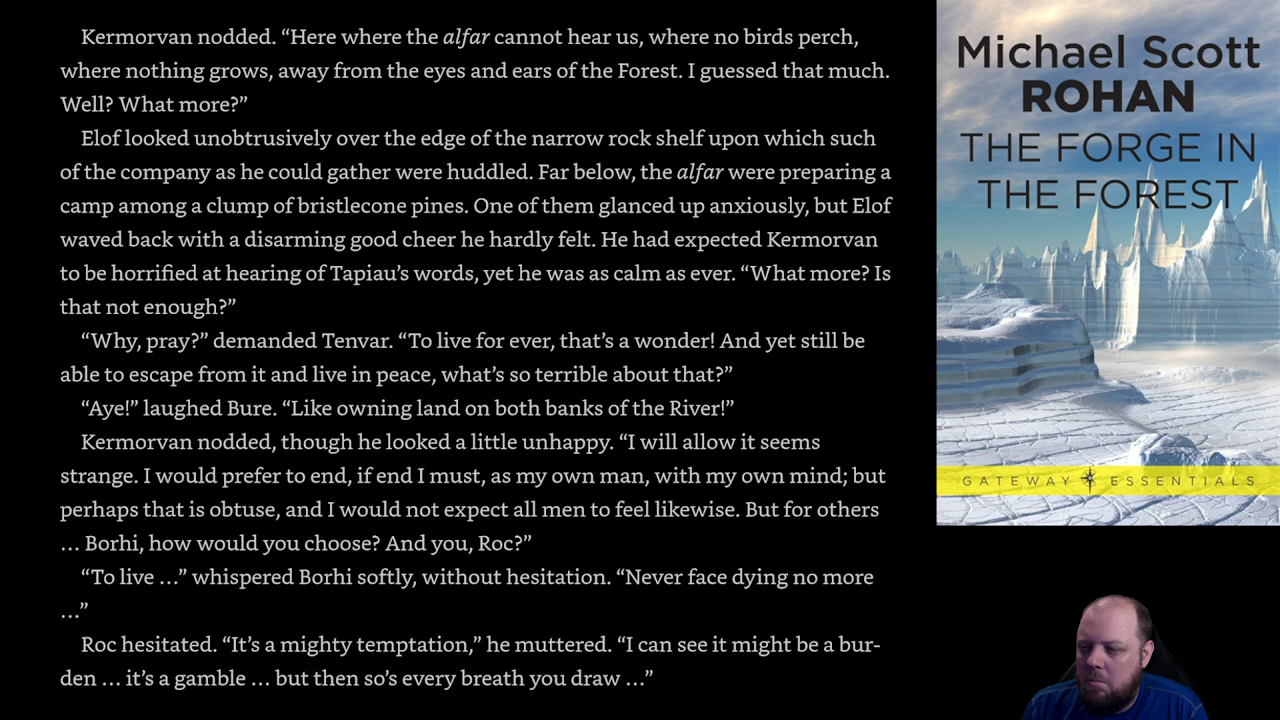 Kermorvan nodded. “Here where the alfar cannot hear us, where no birds perch,
where nothing grows, away from the eyes and ears of the Forest. I guessed that much.
Well? What more?”
Elof looked unobtrusively over the edge of the narrow rock shelf upon which such
of the company as he could gather were huddled. Far below, the alfar were preparing a
camp among a clump of bristlecone pines. One of them glanced up anxiously, but Elof
waved back with a disarming good cheer he hardly felt. He had expected Kermorvan
to be horrified at hearing of Tapiau’s words, yet he was as calm as ever. “What more? Is
that not enough?”
“Why, pray?” demanded Tenvar. “To live for ever, that’s a wonder! And yet still be
able to escape from it and live in peace, what’s so terrible about that?”
“Aye!” laughed Bure. “Like owning land on both banks of the River!”
Kermorvan nodded, though he looked a little unhappy. “I will allow it seems
strange. I would prefer to end, if end I must, as my own man, with my own mind; but
perhaps that is obtuse, and I would not expect all men to feel likewise. But for others
… Borhi, how would you choose? And you, Roc?”
“To live …” whispered Borhi softly, without hesitation. “Never face dying no more
…”
Roc hesitated. “It’s a mighty temptation,” he muttered. “I can see it might be a bur-
den … it’s a gamble … but then so’s every breath you draw …”
Michael Scott
ROHAN
THE FORGE IN
THE FOREST
GATEWAY ESSENTIALS